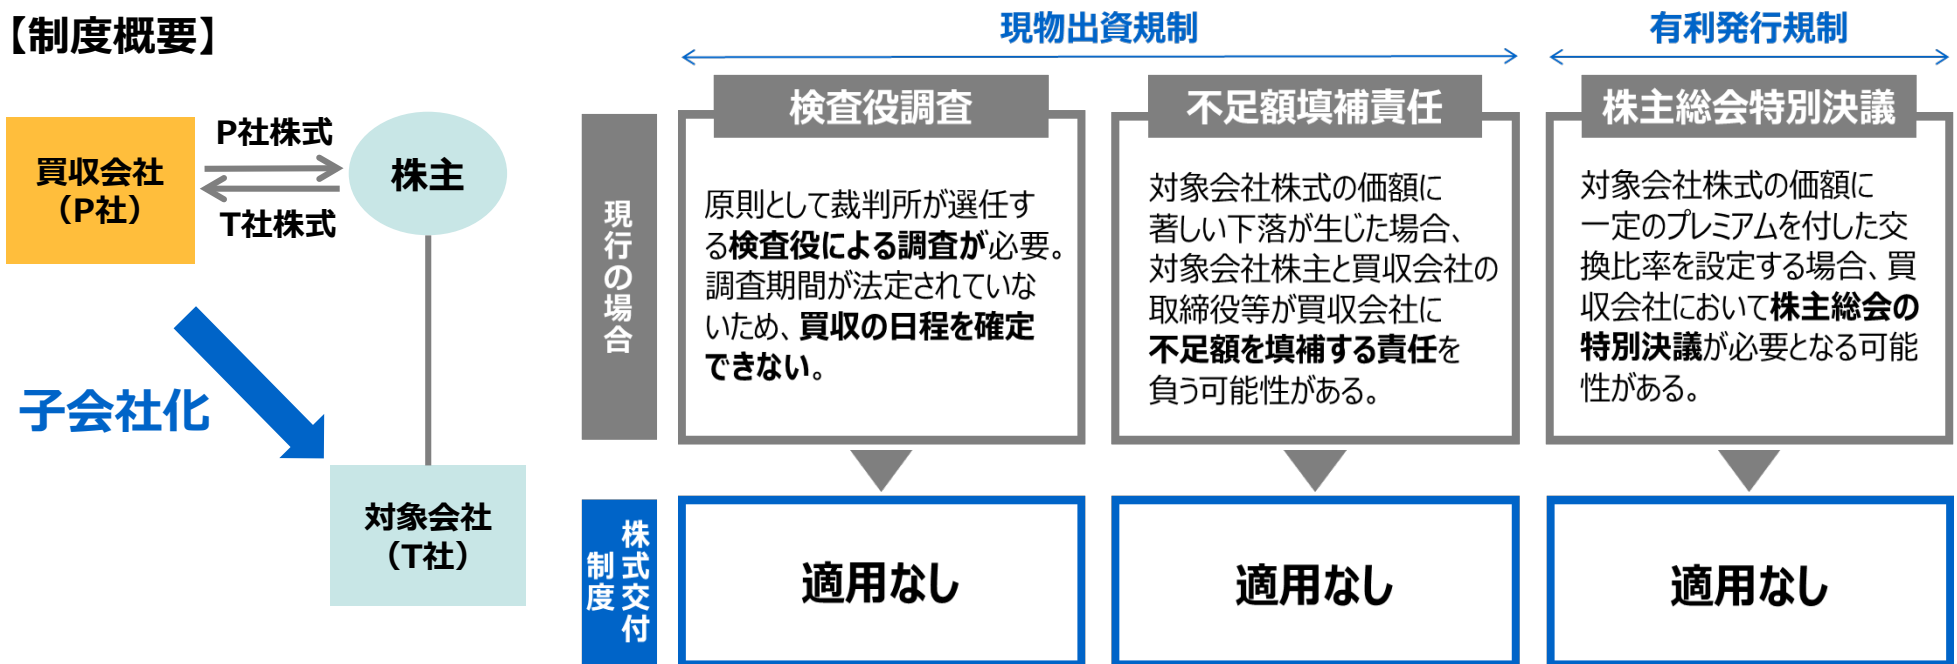 【制度概要】
買収会社
（P社）
P社株式
T社株式
株主
子会社化
対象会社
（T社）
現物出資規制
有利発行規制
現行の場合
検査役調査
原則として裁判所が選任す
る検査役による調査が必要。
調査期間が法定されていな
いため、買収の日程を確定
できない。
不足額填補責任
対象会社株式の価額に
著しい下落が生じた場合、
対象会社株主と買収会社の
取締役等が買収会社に
不足額を填補する責任を
負う可能性がある。
株主総会特別決議
対象会社株式の価額に
一定のプレミアムを付した交
換比率を設定する場合、買
収会社において株主総会の
特別決議が必要となる可能
性がある。
株式交付
制度
適用なし
適用なし
適用なし